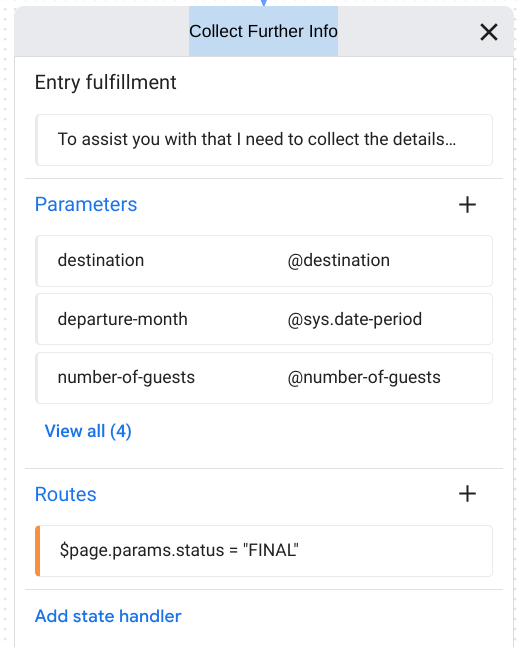 Collect Further Info
Entry fulfillment
To assist you with that I need to collect the details...
Parameters
destination @destination
departure-month @sys.date-period
number-of-guests @number-of-guests
View all (4)
Routes
$page.params.status = "FINAL"
Add state handler